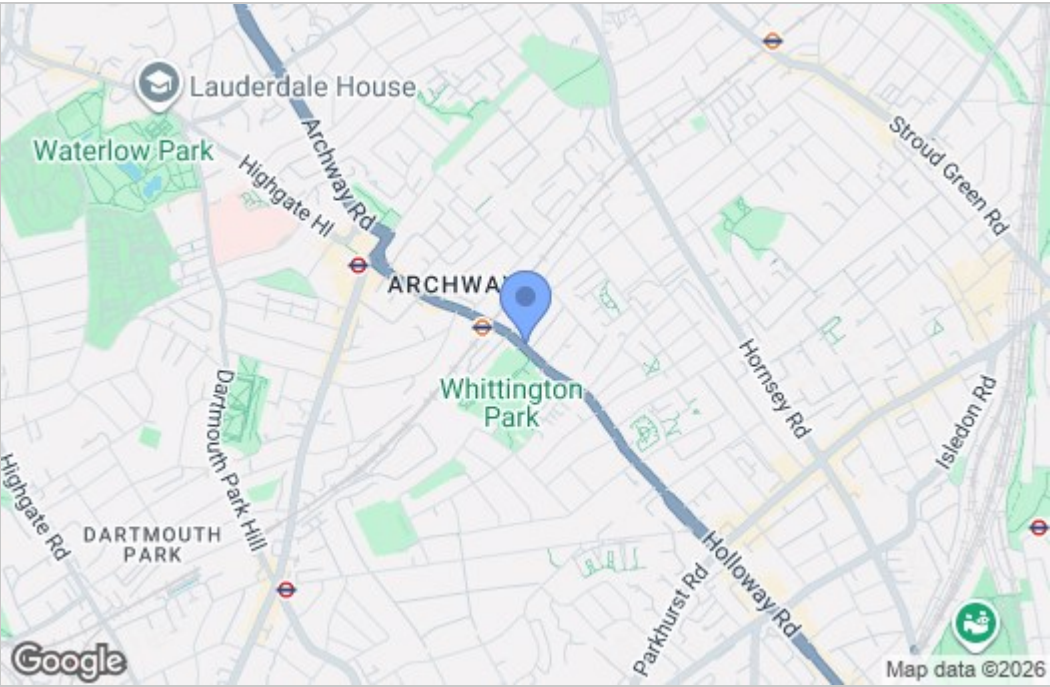 Lauderdale House
Waterlow Park
Archway Rd
Highgate Hl
Stroud Green Rd
ARCHWA
Whittington
Park
Hornsey Rd
Isledon Rd
Dartmouth Park Hill
Highgate Rd
DARTMOUTH
PARK
Holloway Rd
Parkhurst Rd
Google
Map data ©2026